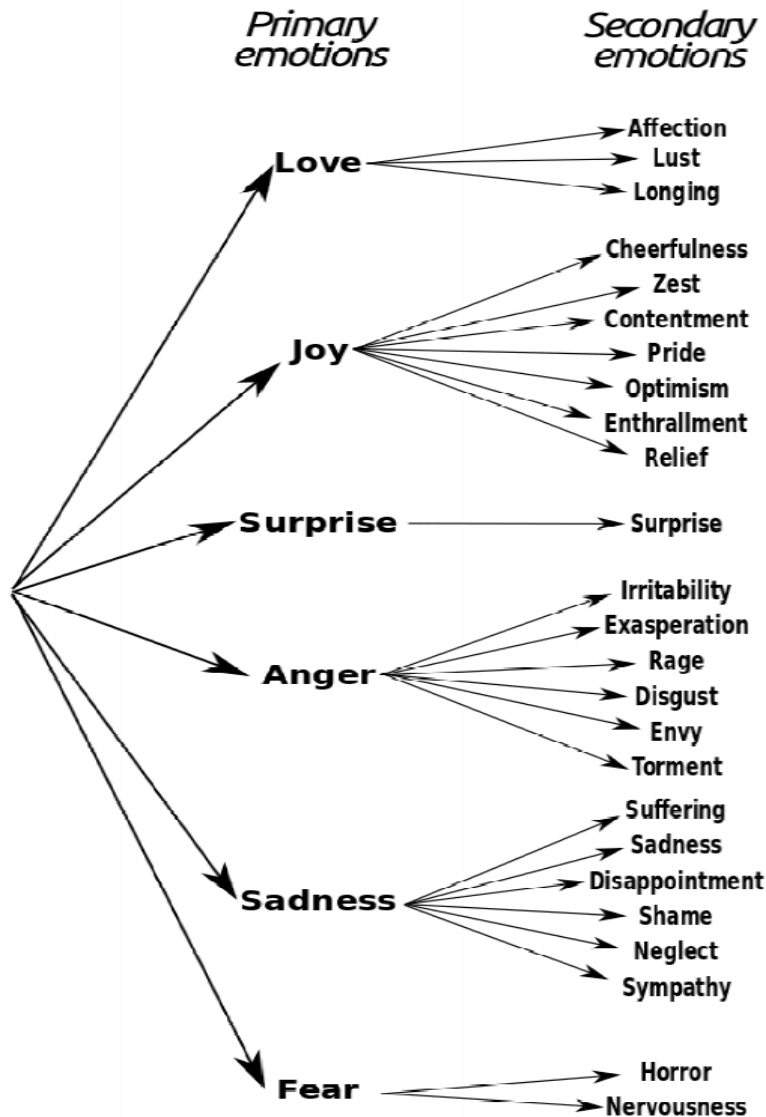 Primary
emotions
Secondary
emotions
Love
Affection
Lust
Longing
Joy
Cheerfulness
Zest
Contentment
Pride
Optimism
Enthrallment
Relief
Surprise
Surprise
Anger
Irritability
Exasperation
Rage
Disgust
Envy
Torment
Sadness
Suffering
Sadness
Disappointment
Shame
Neglect
Sympathy
Fear
Horror
Nervousness